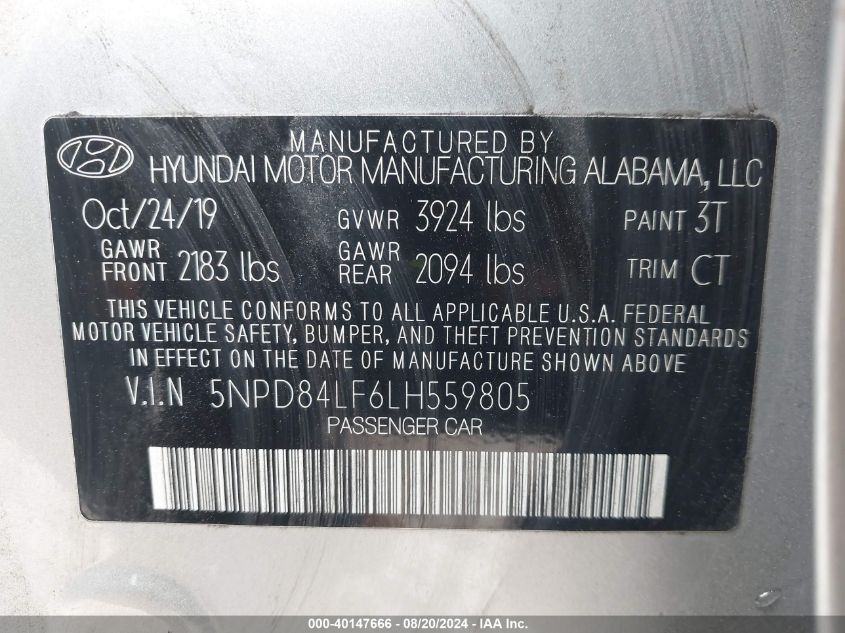 MANUFACTURED BY
HYUNDAI MOTOR MANUFACTURING ALABAMA, LLC
Oct/24/19 GVWR 3924 lbs PAINT 3T
GAWR FRONT 2183 lbs GAWR REAR 2094 lbs TRIM CT
THIS VEHICLE CONFORMS TO ALL APPLICABLE U.S.A. FEDERAL
MOTOR VEHICLE SAFETY, BUMPER, AND THEFT PREVENTION STANDARDS
IN EFFECT ON THE DATE OF MANUFACTURE SHOWN ABOVE.
V.I.N 5NPD84LF6LH559805
PASSENGER CAR
000-40147666 - 08/20/2024 - IAA Inc.